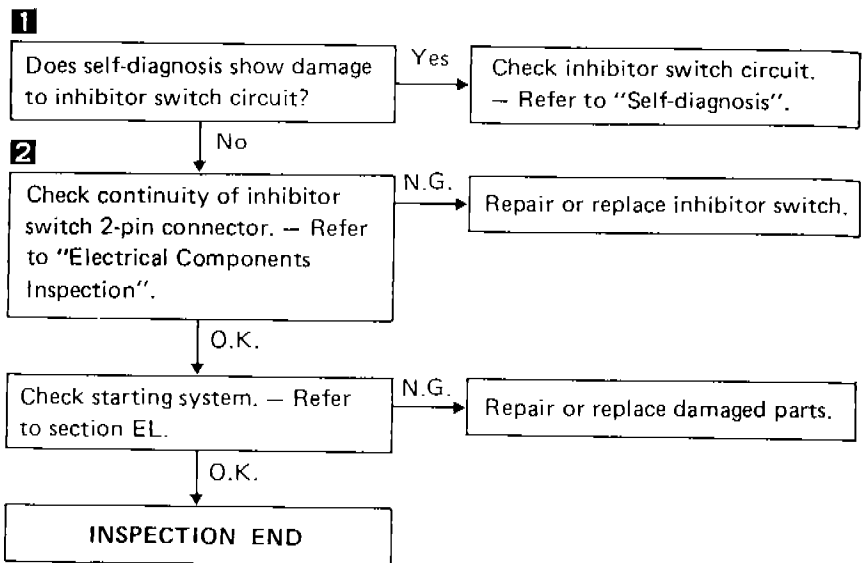 1
Does self-diagnosis show damage
to inhibitor switch circuit?
Yes
Check inhibitor switch circuit.
— Refer to "Self-diagnosis".
No
2
Check continuity of inhibitor
switch 2-pin connector. — Refer
to "Electrical Components
Inspection".
N.G.
Repair or replace inhibitor switch.
O.K.
Check starting system. — Refer
to section EL.
N.G.
Repair or replace damaged parts.
O.K.
INSPECTION END